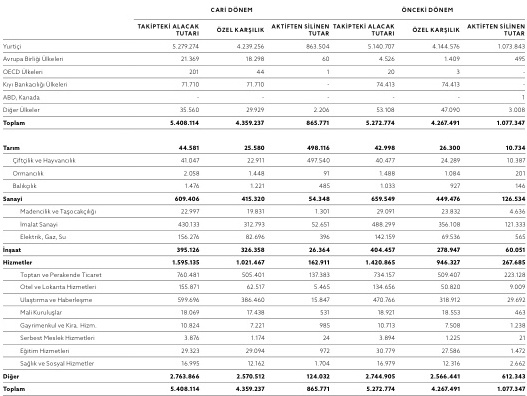 CARİ DÖNEM ÖNCEKİ DÖNEM
TAKİPTEKİ ALACAK TUTARI ÖZEL KARŞILIK AKTİFTEN SİLİNEN TUTAR TAKİPTEKİ ALACAK TUTARI ÖZEL KARŞILIK AKTİFTEN SİLİNEN TUTAR
Yurtiçi 5.279.274 4.239.256 863.504 5.140.707 4.144.576 1.073.843
Avrupa Birliği Ülkeleri 21.369 18.298 60 4.526 1.409 495
OECD Ülkeleri 201 44 1 20 3 -
Kıyı Bankacılığı Ülkeleri 71.710 71.710 - 74.413 74.413 -
ABD, Kanada - - - - - 1
Diğer Ülkeler 35.560 29.929 2.206 53.108 47.090 3.008
Toplam 5.408.114 4.359.237 865.771 5.272.774 4.267.491 1.077.347
Tarım 44.581 25.580 498.116 42.998 26.300 10.734
Çiftçilik ve Hayvancılık 41.047 22.911 497.540 40.477 24.289 10.387
Ormancılık 2.058 1.448 91 1.488 1.084 201
Balıkçılık 1.476 1.221 485 1.033 927 146
Sanayi 609.406 415.320 54.348 659.549 449.476 126.534
Madencilik ve Taşocakçılığı 22.997 19.831 1.301 29.091 23.832 4.636
İmalat Sanayi 430.133 312.793 52.651 488.299 356.108 121.333
Elektrik, Gaz, Su 156.276 82.696 396 142.159 69.536 565
İnşaat 395.126 326.358 26.364 404.457 278.947 60.051
Hizmetler 1.595.135 1.021.467 162.911 1.420.865 946.327 267.685
Toptan ve Perakende Ticaret 760.481 505.401 137.383 734.157 509.407 223.128
Otel ve Lokanta Hizmetleri 155.871 62.517 5.465 134.656 50.820 9.009
Ulaştırma ve Haberleşme 599.696 386.460 15.847 470.766 318.912 29.692
Mali Kuruluşlar 18.069 17.438 531 18.921 18.553 463
Gayrimenkul ve Kira. Hizm. 10.824 7.221 985 10.713 7.508 1.238
Serbest Meslek Hizmetleri 3.876 1.174 24 3.894 1.225 21
Eğitim Hizmetleri 29.323 29.094 972 30.779 27.586 1.472
Sağlık ve Sosyal Hizmetler 16.995 12.162 1.704 16.979 12.316 2.662
Diğer 2.763.866 2.570.512 124.032 2.744.905 2.566.441 612.343
Toplam 5.408.114 4.359.237 865.771 5.272.774 4.267.491 1.077.347